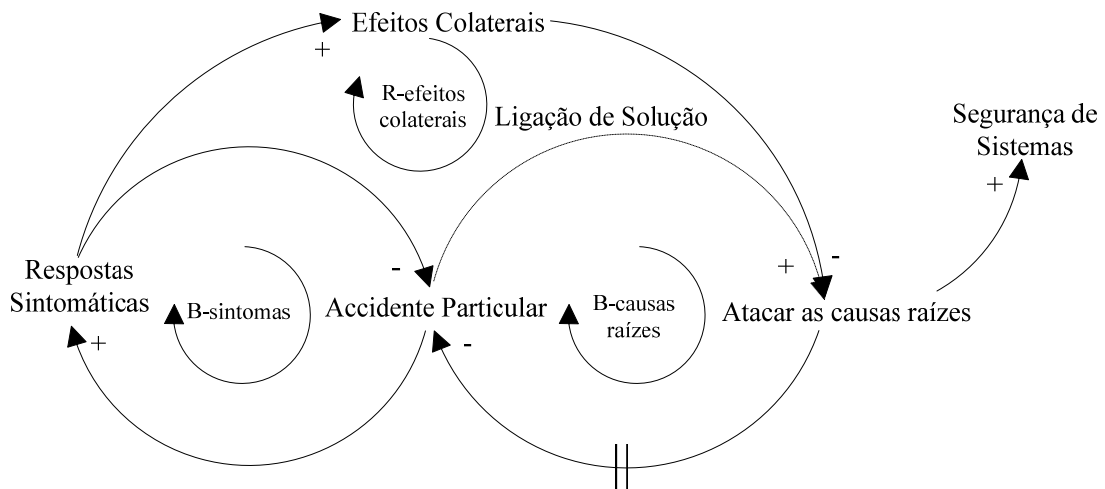 Efeitos Colaterais
+
R-efeitos
colaterais
Ligação de Solução
Segurança de
Sistemas
+
Respostas
Sintomáticas
+
B-sintomas
-
Accidente Particular
-
B-causas
raízes
+
-
Atacar as causas raízes